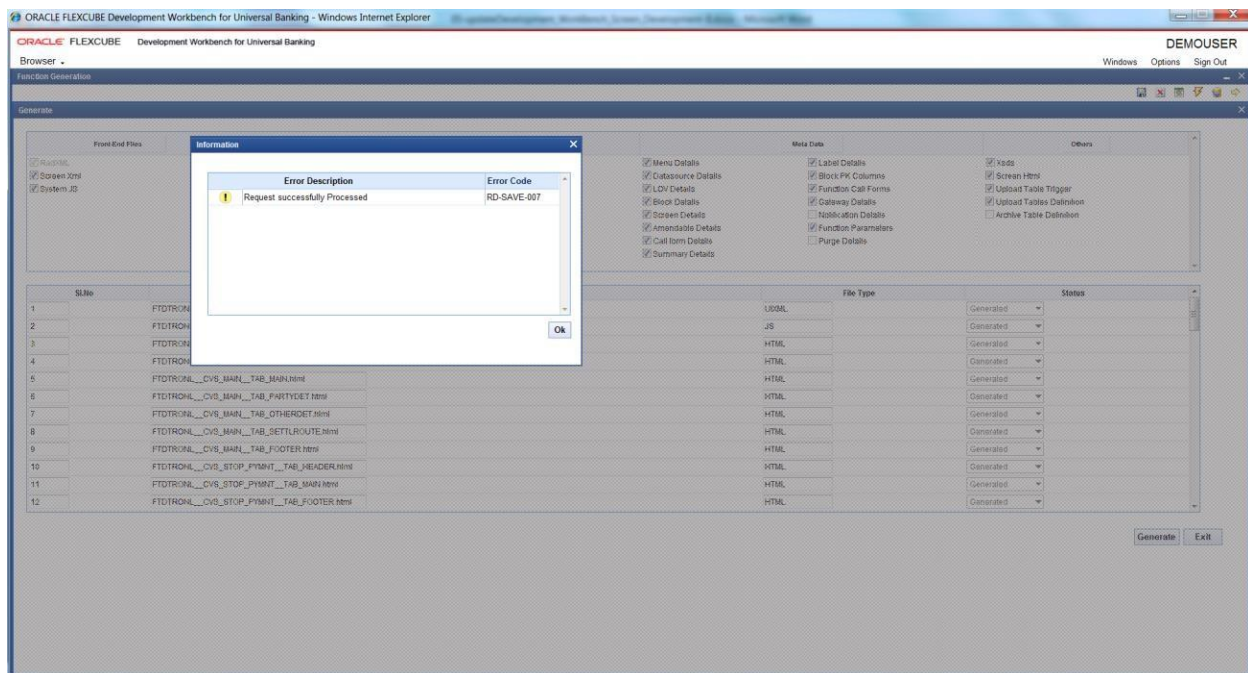 ORACLE FLEXCUBE Development Workbench for Universal Banking - Windows Internet Explorer
ORACLE FLEXCUBE Development Workbench for Universal Banking DEMOUSER
Browser Windows Options Sign Out
Function Generation
Generate
Front-End Files Meta Data Others
RadXML Menu Details Label Details Xsds
Screen Xml Datasource Details Block PK Columns Screen Html
System JS LOV Details Function Call Forms Upload Table Trigger
Block Details Gateway Details Upload Tables Definition
Screen Details Notification Details Archive Table Definition
Amendable Details Function Parameters
Call form Details Purge Details
Summary Details
Information
Error Description Error Code
Request successfully Processed RD-SAVE-007
Ok
Sl.No File Type Status
1 FTDTRON UIXML Generated
2 FTDTRON JS Generated
3 FTDTRON HTML Generated
4 FTDTRON HTML Generated
5 FTDTRONL__CVS_MAIN__TAB_MAIN.html HTML Generated
6 FTDTRONL__CVS_MAIN__TAB_PARTYDET.html HTML Generated
7 FTDTRONL__CVS_MAIN__TAB_OTHERDET.html HTML Generated
8 FTDTRONL__CVS_MAIN__TAB_SETTLROUTE.html HTML Generated
9 FTDTRONL__CVS_MAIN__TAB_FOOTER.html HTML Generated
10 FTDTRONL__CVS_STOP_PYMNT__TAB_HEADER.html HTML Generated
11 FTDTRONL__CVS_STOP_PYMNT__TAB_MAIN.html HTML Generated
12 FTDTRONL__CVS_STOP_PYMNT__TAB_FOOTER.html HTML Generated
Generate Exit